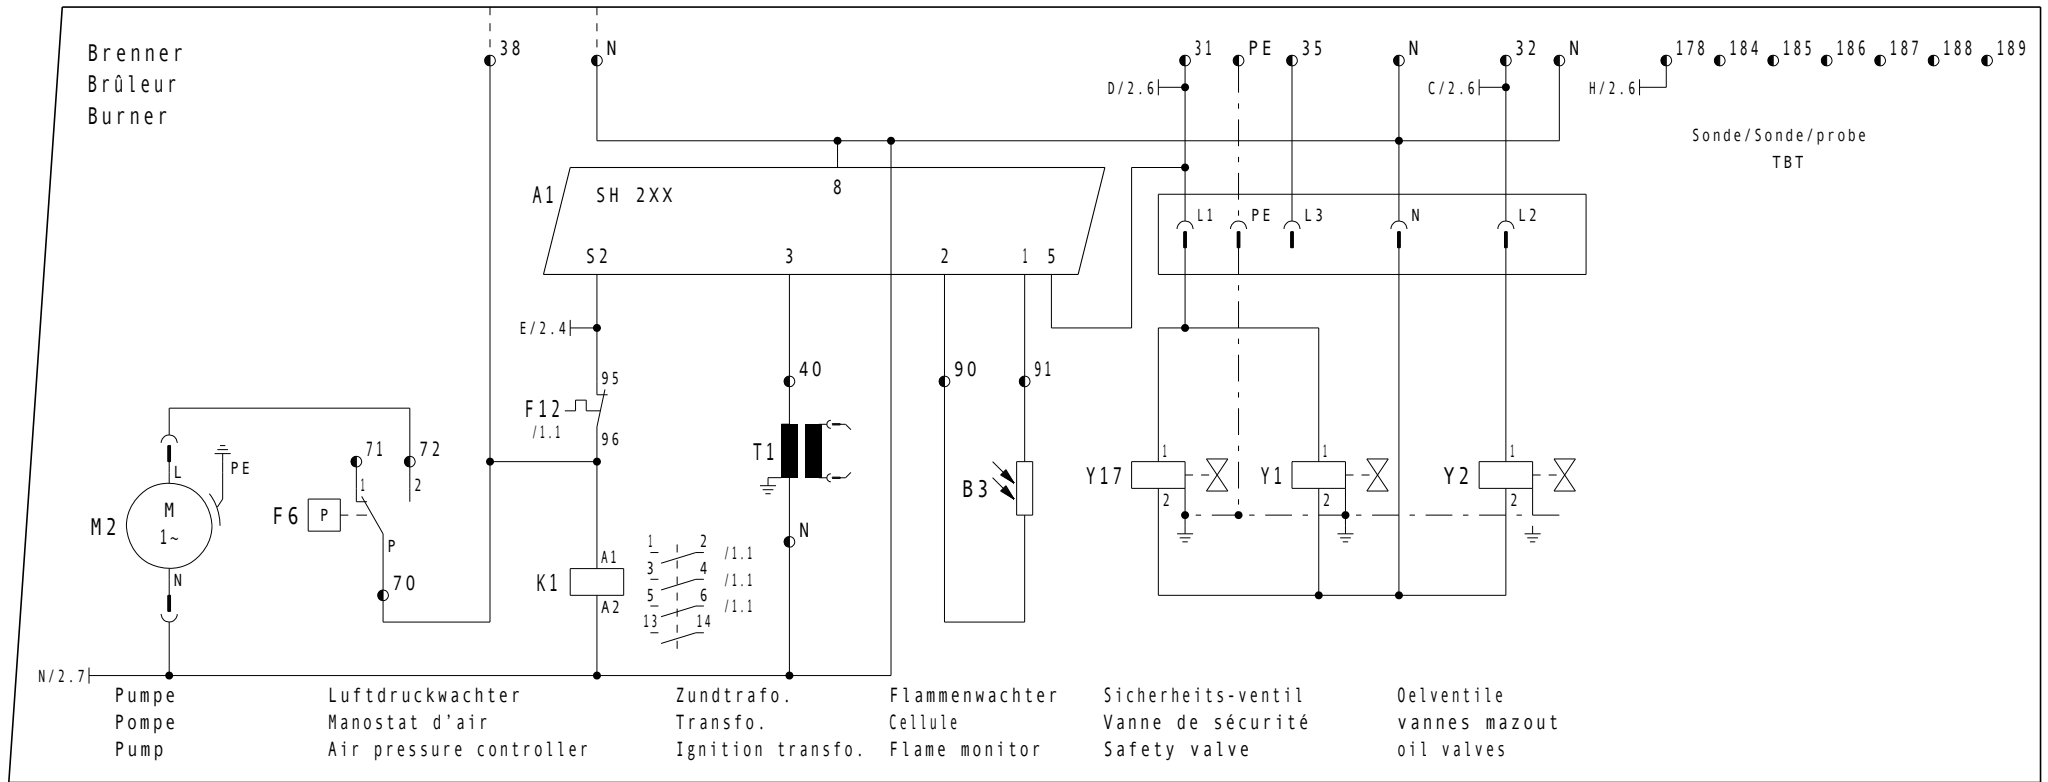 Brenner
Brûleur
Burner
38 N 31 PE 35 N 32 N 178 184 185 186 187 188 189
D/2.6 C/2.6 H/2.6
Sonde/Sonde/probe
TBT
A1 SH 2XX 8
L1 PE L3 N L2
S2 3 2 1 5
E/2.4
95
40 90 91
F12
/1.1
96
71 72
L PE
1 2
T1
B3
Y17 1 2
Y1 1 2
Y2 1 2
M2 M
1~
N
F6 P
P
70
N
K1 A1
A2
1 2 /1.1
3 4 /1.1
5 6 /1.1
13 14
N/2.7
Pumpe Luftdruckwachter Zundtrafo. Flammenwachter Sicherheits-ventil Oelventile
Pompe Manostat d'air Transfo. Cellule Vanne de sécurité vannes mazout
Pump Air pressure controller Ignition transfo. Flame monitor Safety valve oil valves